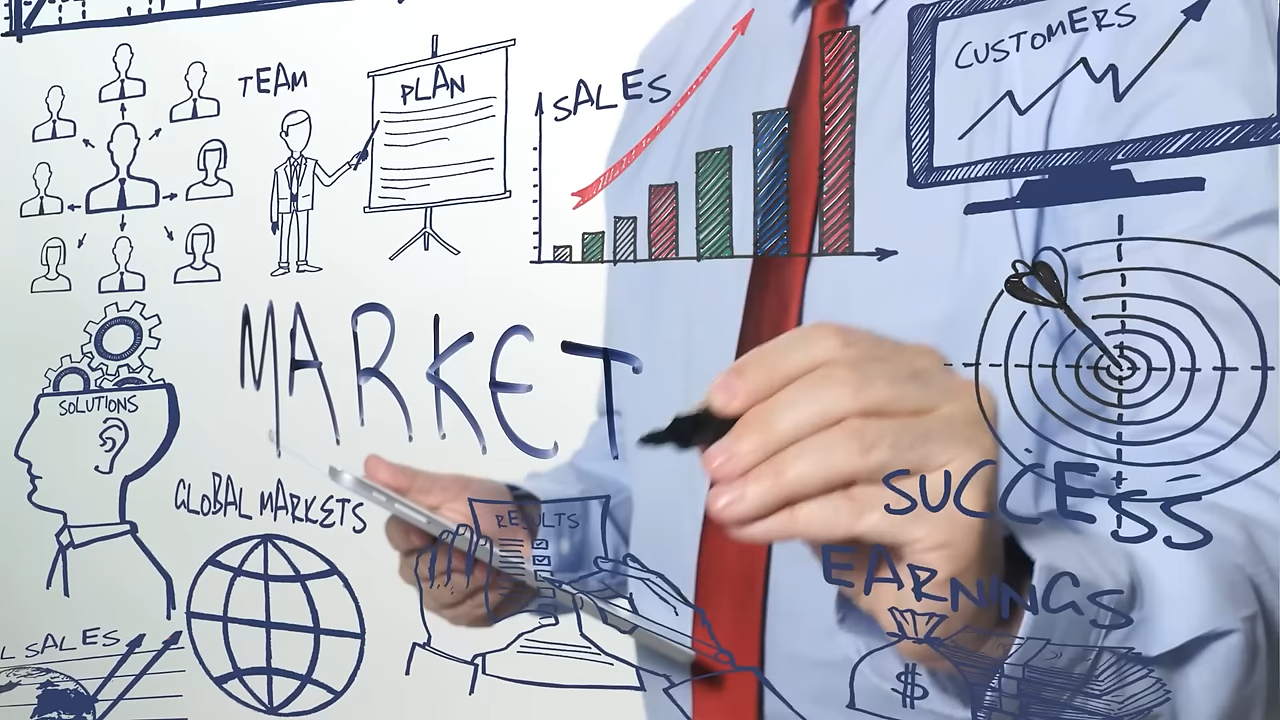 CUSTOMERS
TEAM
PLAN
SALES
MARKET
SOLUTIONS
GLOBAL MARKETS
SUCCESS
RESULTS
EARNINGS
L SALES
$